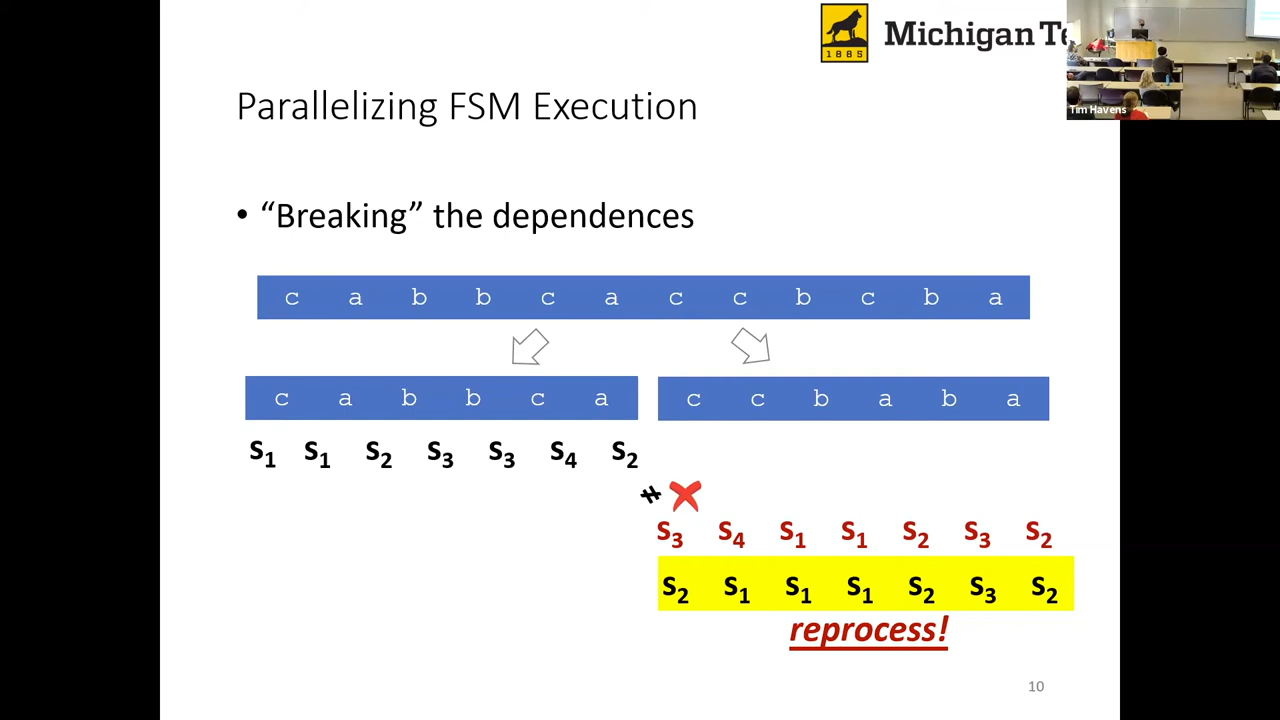 1885
Michigan Te
Tim Havens
Parallelizing FSM Execution
• “Breaking” the dependences
c a b b c a c c b c b a
c a b b c a
c c b a b a
S1 S1 S2 S3 S3 S4 S2
≠ ❌
S3 S4 S1 S1 S2 S3 S2
S2 S1 S1 S1 S2 S3 S2
reprocess!
10